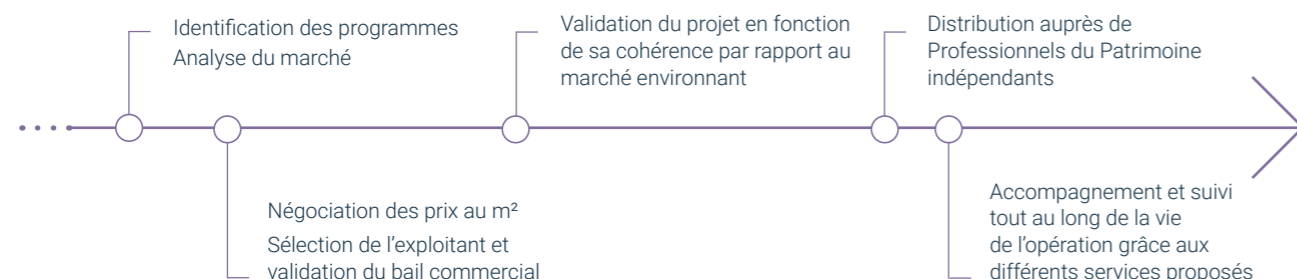 Identification des programmes
Analyse du marché
Négociation des prix au m²
Sélection de l’exploitant et
validation du bail commercial
Validation du projet en fonction
de sa cohérence par rapport au
marché environnant
Distribution auprès de
Professionnels du Patrimoine
indépendants
Accompagnement et suivi
tout au long de la vie
de l’opération grâce aux
différents services proposés